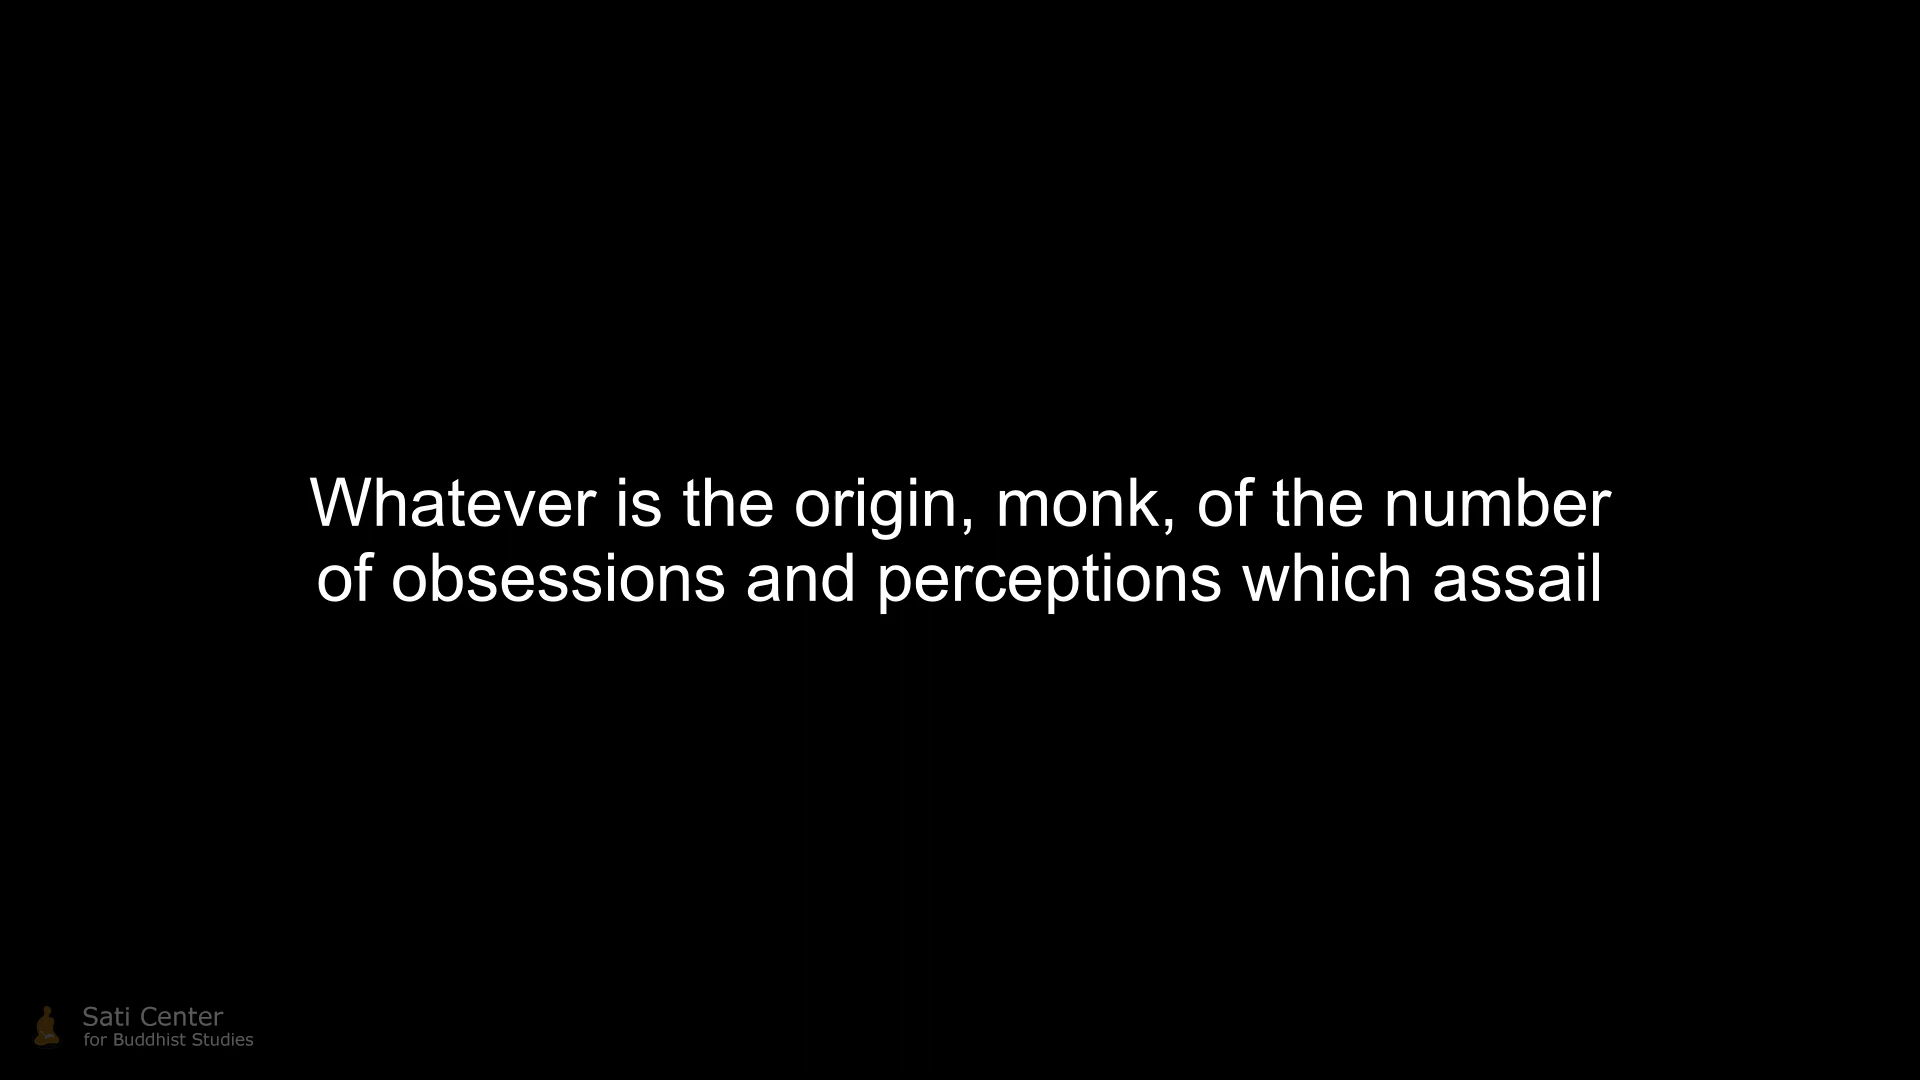 Whatever is the origin, monk, of the number
of obsessions and perceptions which assail
Sati Center
for Buddhist Studies